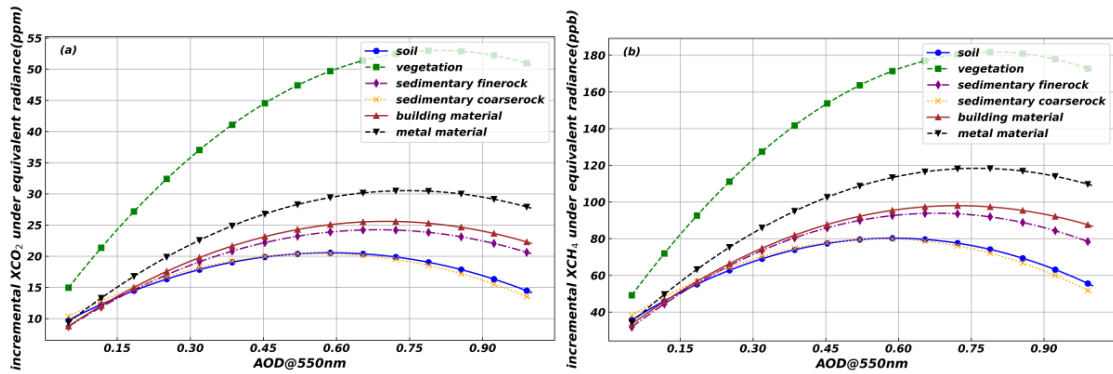 (a)
incremental XCO2 under equivalent radiance(ppm)
55
50
45
40
35
30
25
20
15
10
soil
vegetation
sedimentary finerock
sedimentary coarserock
building material
metal material
0.15 0.30 0.45 0.60 0.75 0.90
AOD@550nm
(b)
incremental XCH4 under equivalent radiance(ppb)
180
160
140
120
100
80
60
40
soil
vegetation
sedimentary finerock
sedimentary coarserock
building material
metal material
0.15 0.30 0.45 0.60 0.75 0.90
AOD@550nm